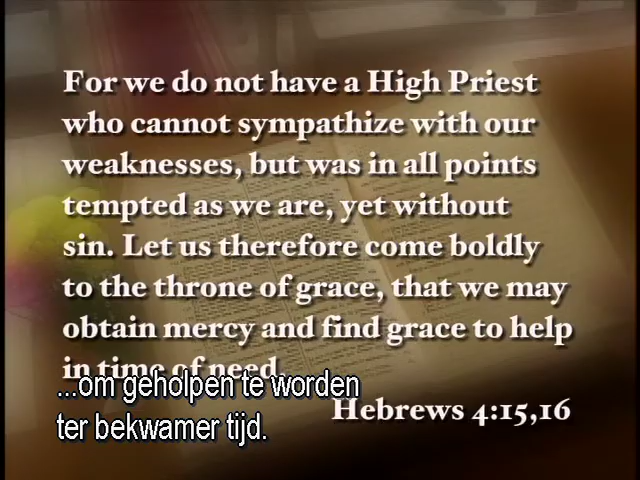 For we do not have a High Priest
who cannot sympathize with our
weaknesses, but was in all points
tempted as we are, yet without
sin. Let us therefore come boldly
to the throne of grace, that we may
obtain mercy and find grace to help
in time of need.
...om geholpen te worden
ter bekwamer tijd.
Hebrews 4:15,16